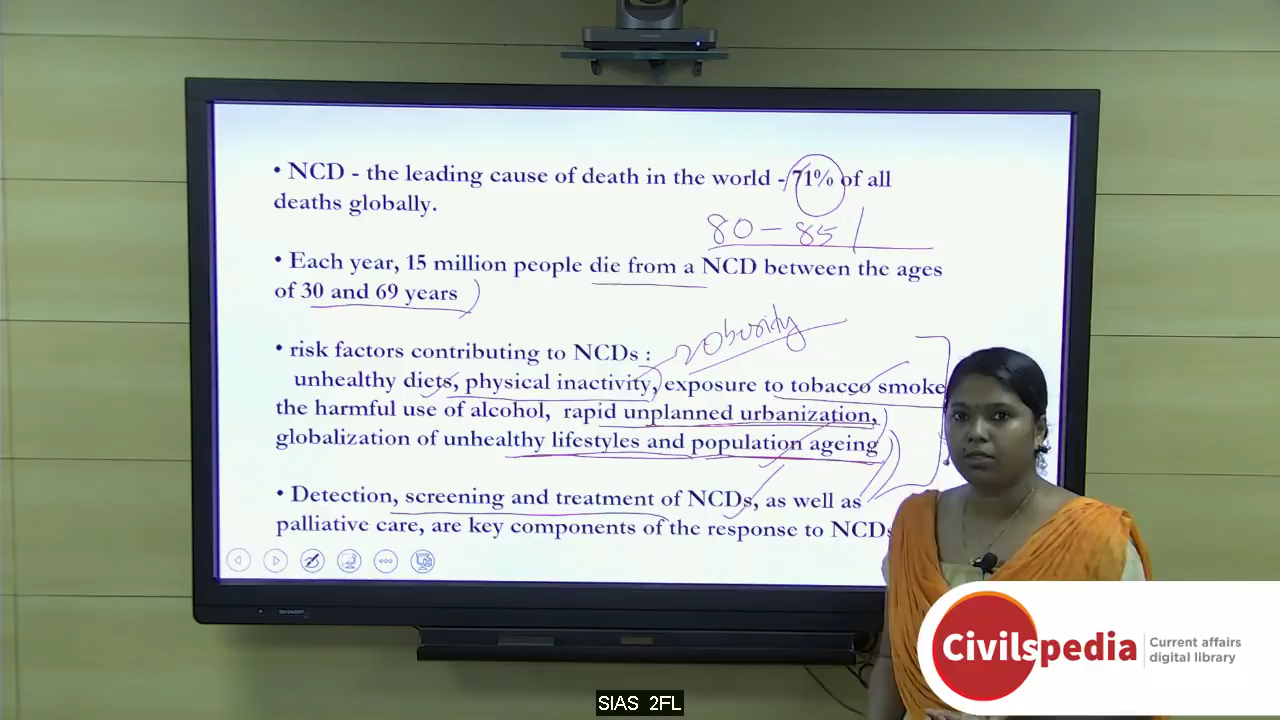 • NCD - the leading cause of death in the world - 71% of all
deaths globally.
80 - 85
• Each year, 15 million people die from a NCD between the ages
of 30 and 69 years
obesity
• risk factors contributing to NCDs :
unhealthy diets, physical inactivity, exposure to tobacco smoke
the harmful use of alcohol, rapid unplanned urbanization,
globalization of unhealthy lifestyles and population ageing
• Detection, screening and treatment of NCDs, as well as
palliative care, are key components of the response to NCDs
SHARP
Civilspedia
Current affairs
digital library
SIAS 2FL